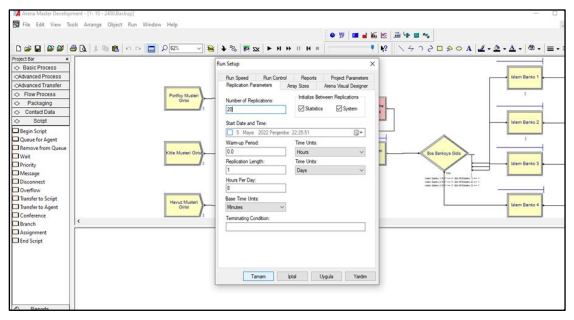 Arena Master Development - [1- 10 - 2400.Backup]
File Edit View Tools Arrange Object Run Window Help
62%
Project Bar
Basic Process
Advanced Process
Advanced Transfer
Flow Process
Packaging
Contact Data
Script
Begin Script
Queue for Agent
Remove from Queue
Wait
Priority
Message
Disconnect
Overflow
Transfer to Script
Transfer to Agent
Conference
Branch
Assignment
End Script
Reports
Portfoy Musteri
Girisi
Kitle Musteri Girisi
Havuz Musteri
Girisi
Run Setup
Run Speed Run Control Reports Project Parameters
Replication Parameters Array Sizes Arena Visual Designer
Number of Replications:
20
Initialize Between Replications
Statistics System
Start Date and Time:
5 Mayıs 2022 Perşembe 22:25:51
Warm-up Period:
0.0
Time Units:
Hours
Replication Length:
1
Time Units:
Days
Hours Per Day:
8
Base Time Units:
Minutes
Terminating Condition:
Tamam İptal Uygula Yardım
Bos Bankoya Gidis
Islem Banko 1
Islem Banko 2
Islem Banko 3
Islem Banko 4